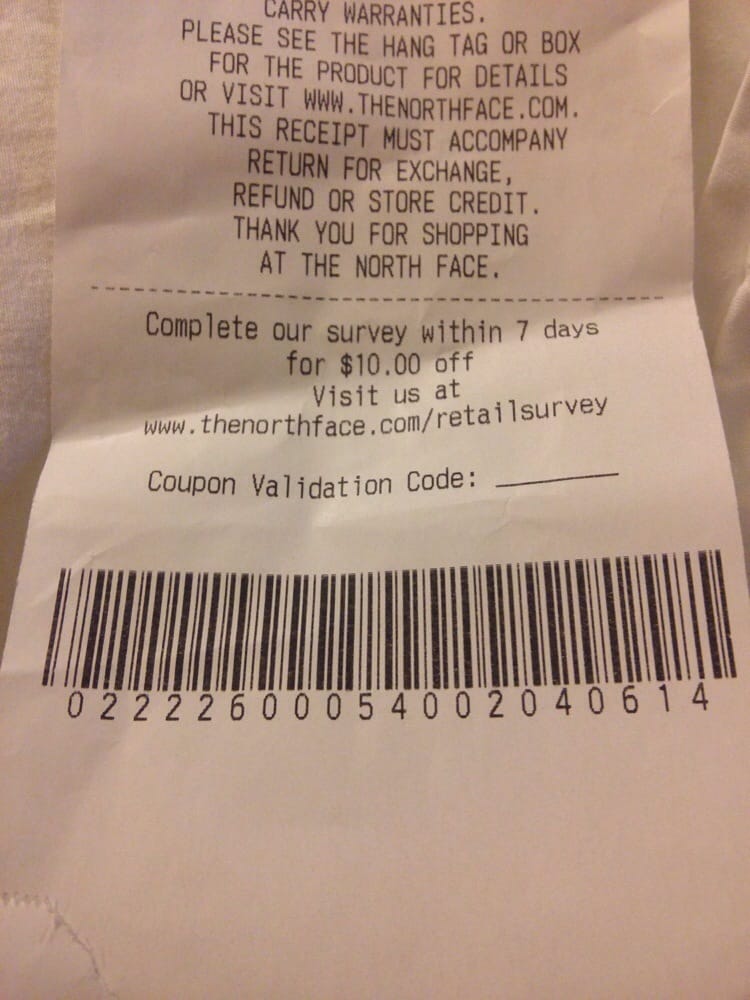 CARRY WARRANTIES.
PLEASE SEE THE HANG TAG OR BOX
FOR THE PRODUCT FOR DETAILS
OR VISIT WWW.THENORTHFACE.COM.
THIS RECEIPT MUST ACCOMPANY
RETURN FOR EXCHANGE,
REFUND OR STORE CREDIT.
THANK YOU FOR SHOPPING
AT THE NORTH FACE.
Complete our survey within 7 days
for $10.00 off
Visit us at
www.thenorthface.com/retailsurvey
Coupon Validation Code: ________
02222600054002040614